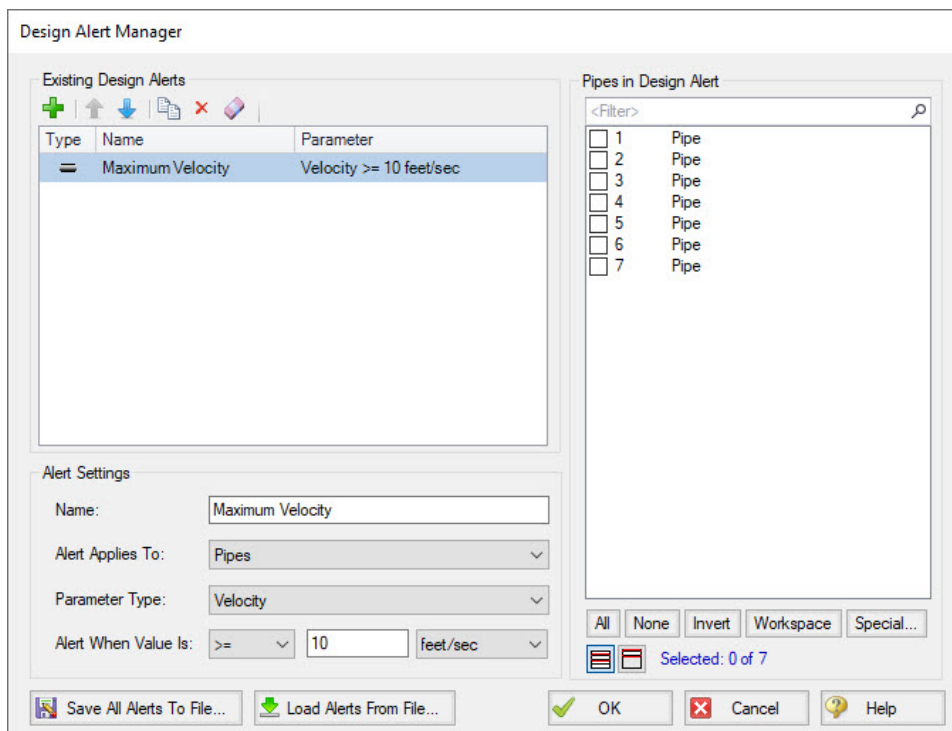 Design Alert Manager
Existing Design Alerts
Type Name Parameter
Maximum Velocity Velocity >= 10 feet/sec
Alert Settings
Name: Maximum Velocity
Alert Applies To: Pipes
Parameter Type: Velocity
Alert When Value Is: >= 10 feet/sec
Pipes in Design Alert
<Filter>
1 Pipe
2 Pipe
3 Pipe
4 Pipe
5 Pipe
6 Pipe
7 Pipe
All None Invert Workspace Special...
Selected: 0 of 7
Save All Alerts To File... Load Alerts From File... OK Cancel Help